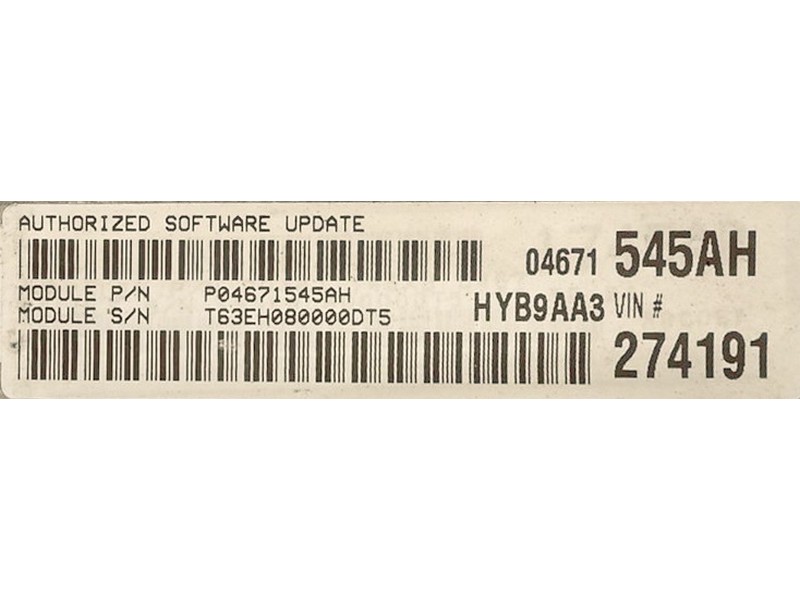 AUTHORIZED SOFTWARE UPDATE
04671 545AH
MODULE P/N P04671545AH
MODULE S/N T63EH080000DT5
HYB9AA3 VIN #
274191